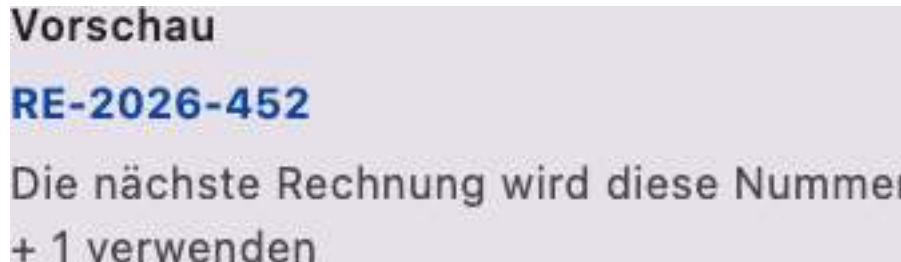 Vorschau
RE-2026-452
Die nächste Rechnung wird diese Nummer
+ 1 verwenden